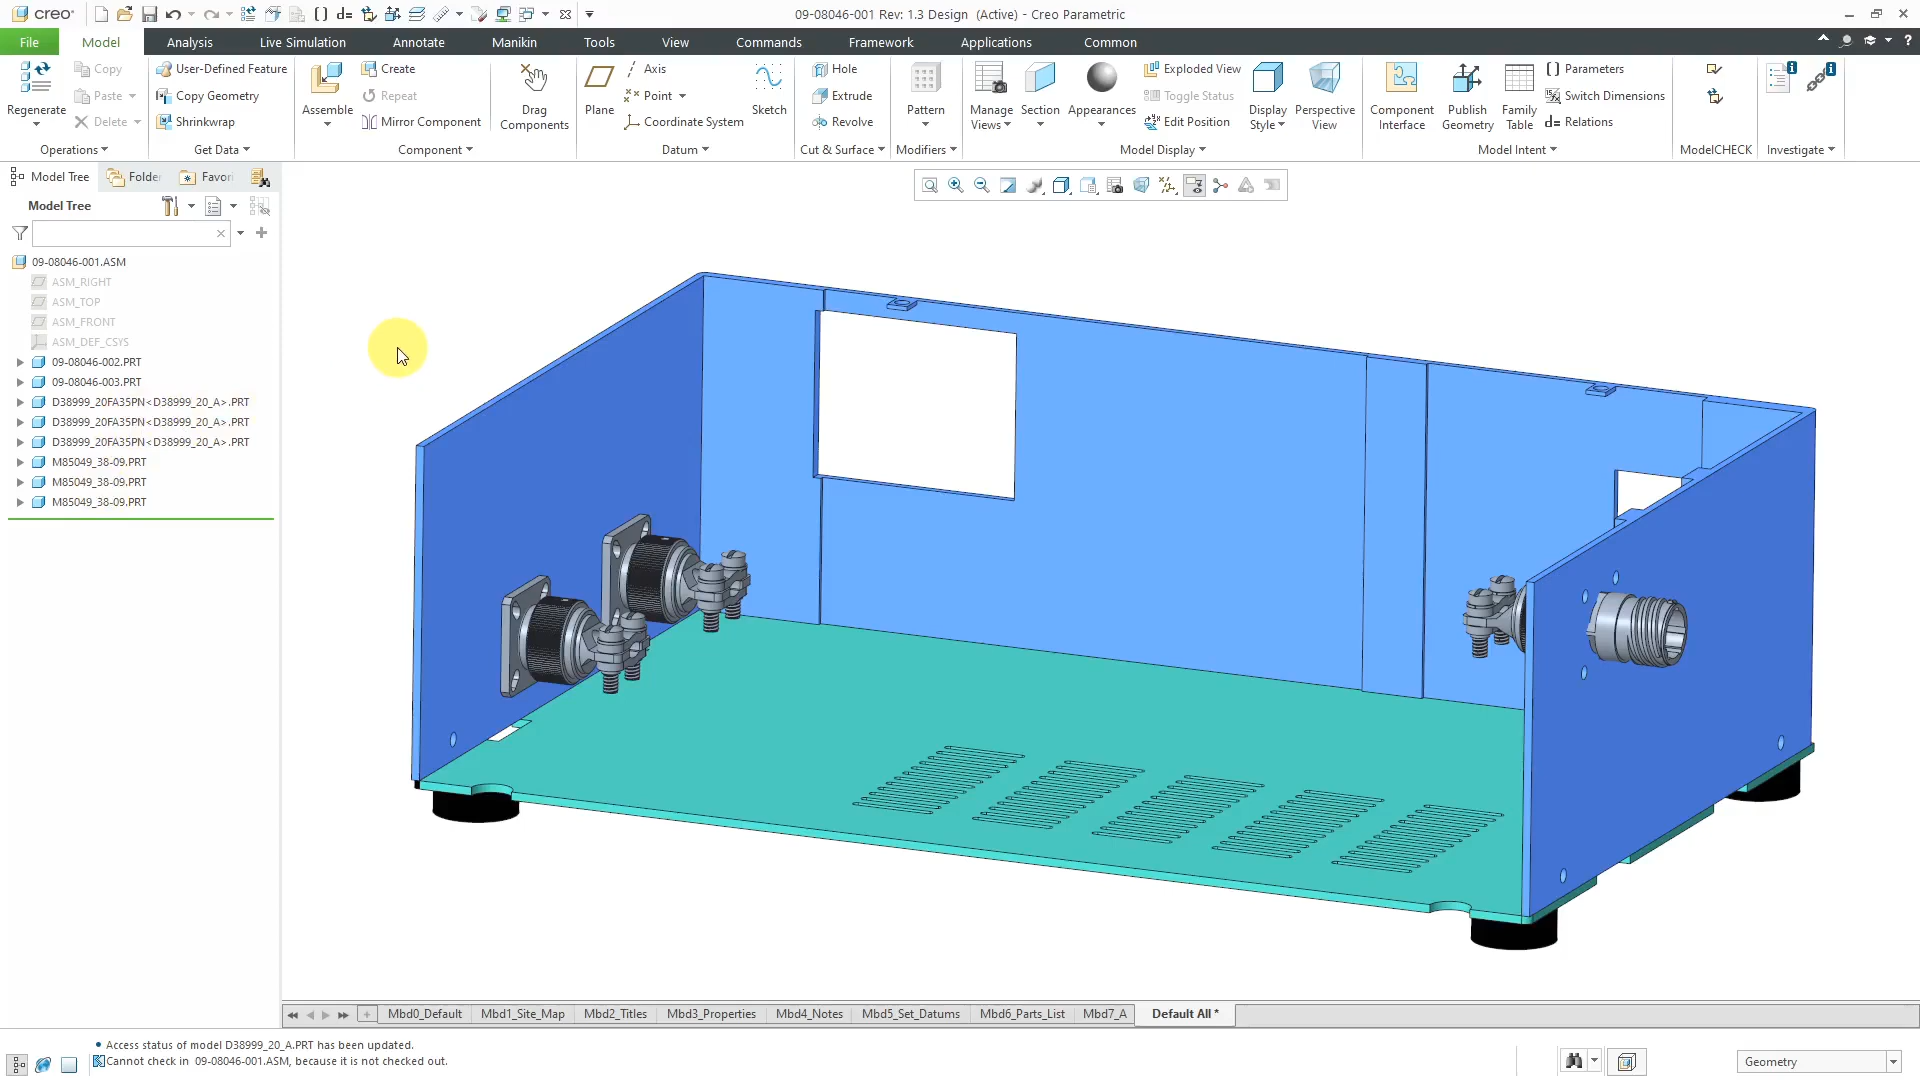 creo
09-08046-001 Rev: 1.3 Design (Active) - Creo Parametric
File Model Analysis Live Simulation Annotate Manikin Tools View Commands Framework Applications Common
Regenerate
Copy
Paste
Delete
Operations
User-Defined Feature
Copy Geometry
Shrinkwrap
Get Data
Assemble
Create
Repeat
Mirror Component
Drag Components
Component
Plane
Axis
Point
Coordinate System
Sketch
Datum
Hole
Extrude
Revolve
Cut & Surface
Pattern
Modifiers
Manage Views
Section
Appearances
Exploded View
Toggle Status
Edit Position
Display Style
Perspective View
Model Display
Component Interface
Publish Geometry
Family Table
Parameters
Switch Dimensions
d= Relations
Model Intent
ModelCHECK
Investigate
Model Tree Folder Favori
Model Tree
09-08046-001.ASM
ASM_RIGHT
ASM_TOP
ASM_FRONT
ASM_DEF_CSYS
09-08046-002.PRT
09-08046-003.PRT
D38999_20FA35PN<D38999_20_A>.PRT
D38999_20FA35PN<D38999_20_A>.PRT
D38999_20FA35PN<D38999_20_A>.PRT
M85049_38-09.PRT
M85049_38-09.PRT
M85049_38-09.PRT
Mbd0_Default Mbd1_Site_Map Mbd2_Titles Mbd3_Properties Mbd4_Notes Mbd5_Set_Datums Mbd6_Parts_List Mbd7_A Default All *
• Access status of model D38999_20_A.PRT has been updated.
Cannot check in 09-08046-001.ASM, because it is not checked out.
Geometry